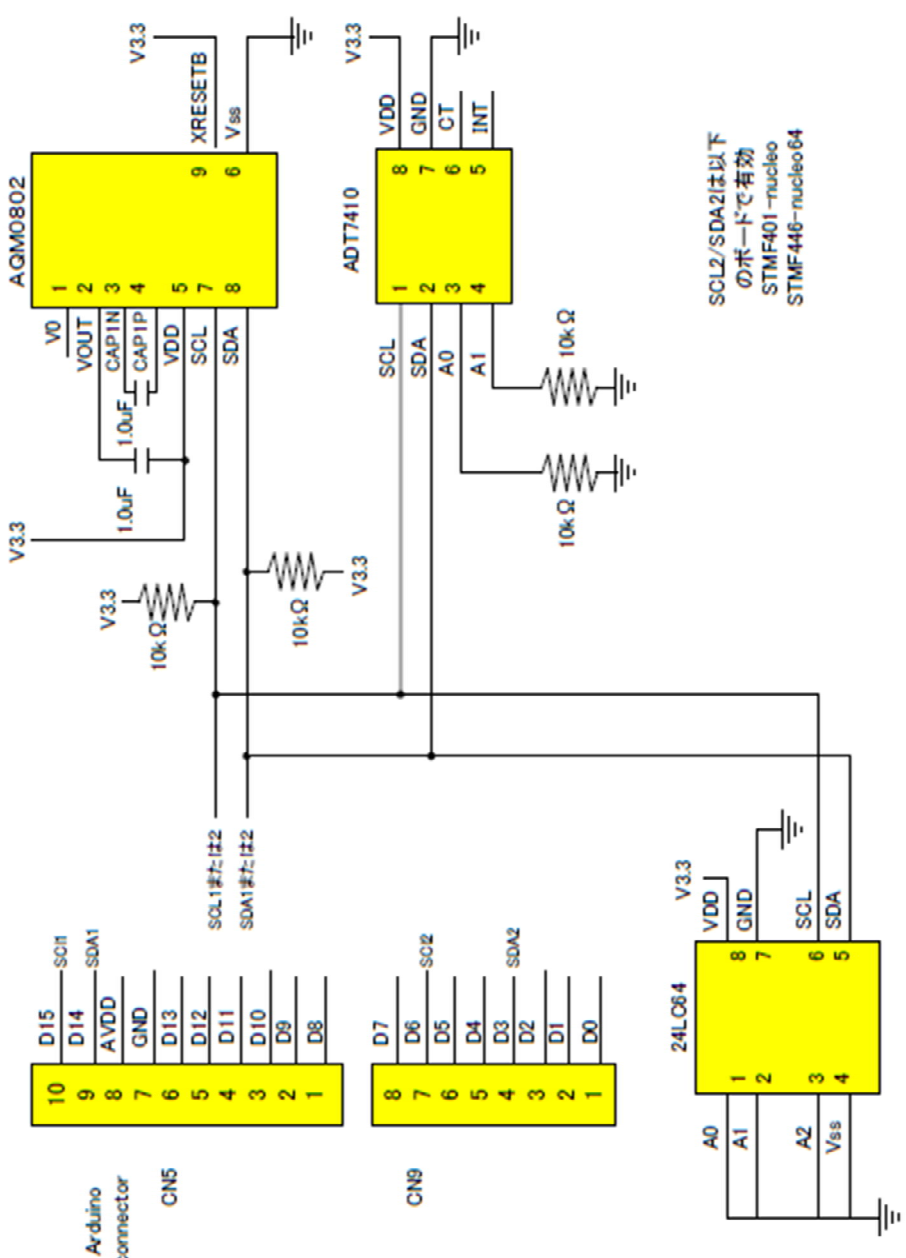 Arduino
connector
CN5
10
9
8
7
6
5
4
3
2
1
D15
D14
AVDD
GND
D13
D12
D11
D10
D9
D8
SCl1
SDA1
CN9
8
7
6
5
4
3
2
1
D7
D6
D5
D4
D3
D2
D1
D0
SCl2
SDA2
SCL1または2
SDA1または2
V3.3
10kΩ
10kΩ
V3.3
V3.3
1.0uF
1.0uF
AQM0802
V0
VOUT
CAP1N
CAP1P
VDD
SCL
SDA
1
2
3
4
5
7
8
9
6
XRESETB
Vss
V3.3
ADT7410
SCL
SDA
A0
A1
1
2
3
4
8
7
6
5
VDD
GND
CT
INT
V3.3
10kΩ
10kΩ
24LC64
A0
A1
A2
Vss
1
2
3
4
8
7
6
5
VDD
GND
SCL
SDA
V3.3
SCL2/SDA2は以下
のボードで有効
STMF401-nucleo
STMF446-nucleo64